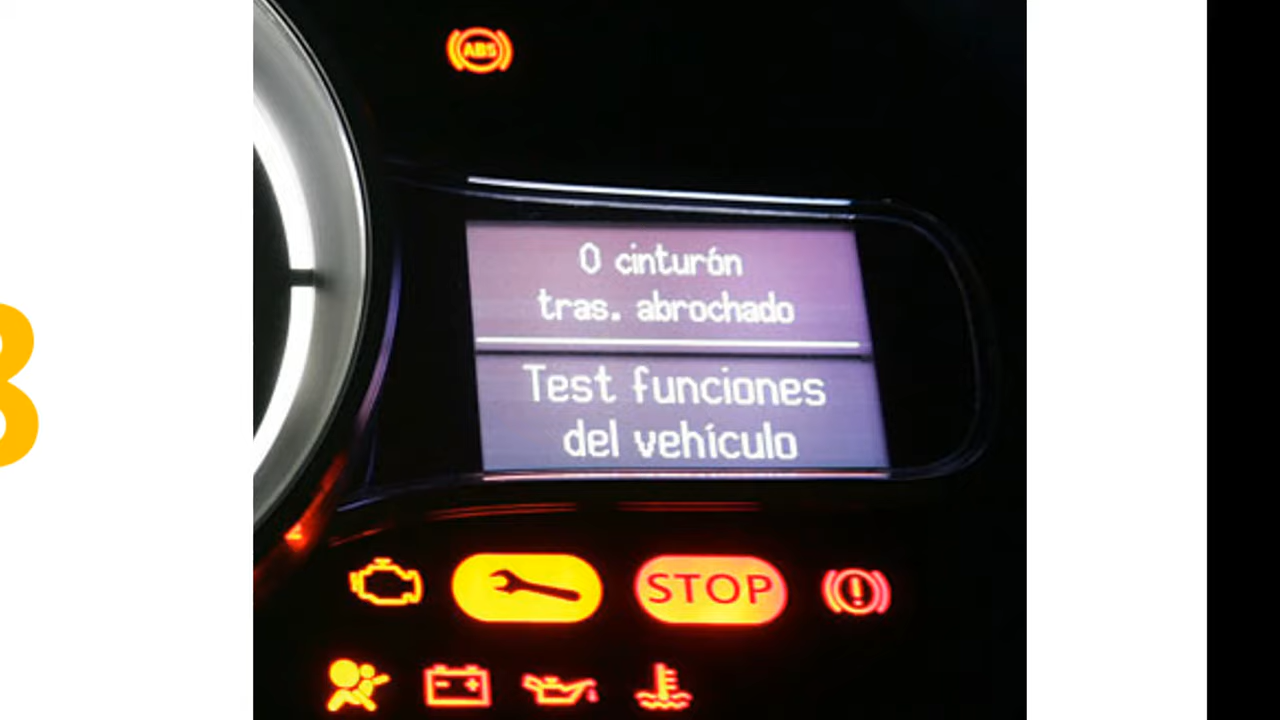 ABS
0 cinturón
tras. abrochado
Test funciones
del vehículo
STOP